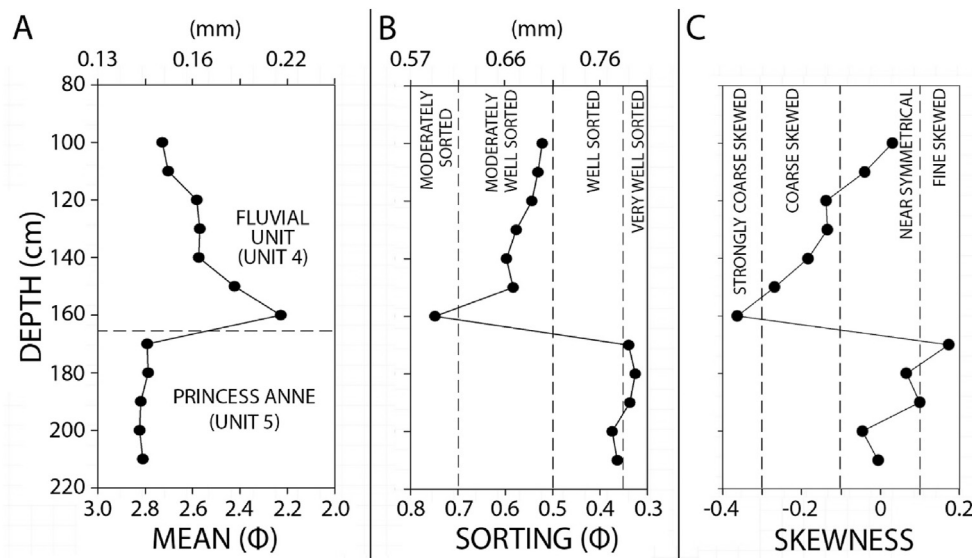 A
(mm)
0.13 0.16 0.22
DEPTH (cm)
80
100
120
140
160
180
200
220
FLUVIAL
UNIT
(UNIT 4)
PRINCESS ANNE
(UNIT 5)
3.0 2.8 2.6 2.4 2.2 2.0
MEAN (Φ)
B
(mm)
0.57 0.66 0.76
MODERATELY
SORTED
MODERATELY
WELL SORTED
WELL SORTED
VERY WELL SORTED
0.8 0.7 0.6 0.5 0.4 0.3
SORTING (Φ)
C
STRONGLY COARSE SKEWED
COARSE SKEWED
NEAR SYMMETRICAL
FINE SKEWED
-0.4 -0.2 0 0.2
SKEWNESS